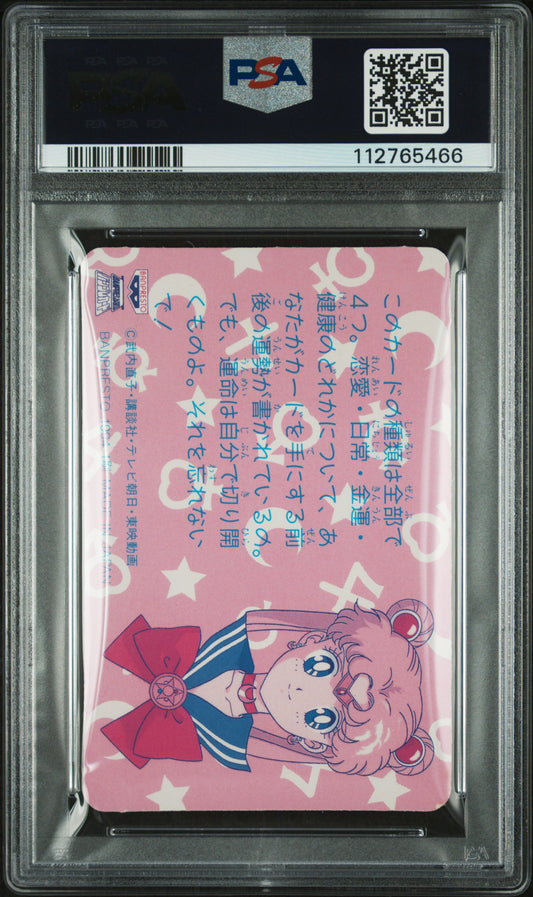 PSA
112765466
このカードの種類は全部で
4つ。 恋愛・日常・金運・
健康のどれかについて、あ
なたがカードを手にする前
後の運勢が書かれているの。
でも、運命は自分で切り開
くものよ。それを忘れない
で!
BANPRESTO
©武内直子・講談社・テレビ朝日・東映動画
BANPRESTO MADE IN JAPAN